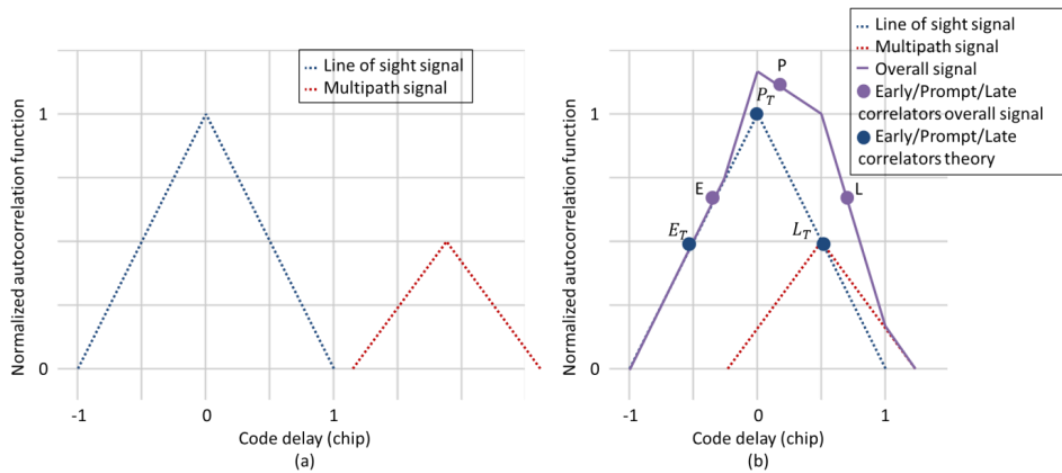 Normalized autocorrelation function
1
0
Line of sight signal
Multipath signal
-1
0
1
Code delay (chip)
(a)
Normalized autocorrelation function
1
0
Line of sight signal
Multipath signal
Overall signal
Early/Prompt/Late
correlators overall signal
Early/Prompt/Late
correlators theory
P
P_T
E
L
E_T
L_T
-1
0
1
Code delay (chip)
(b)